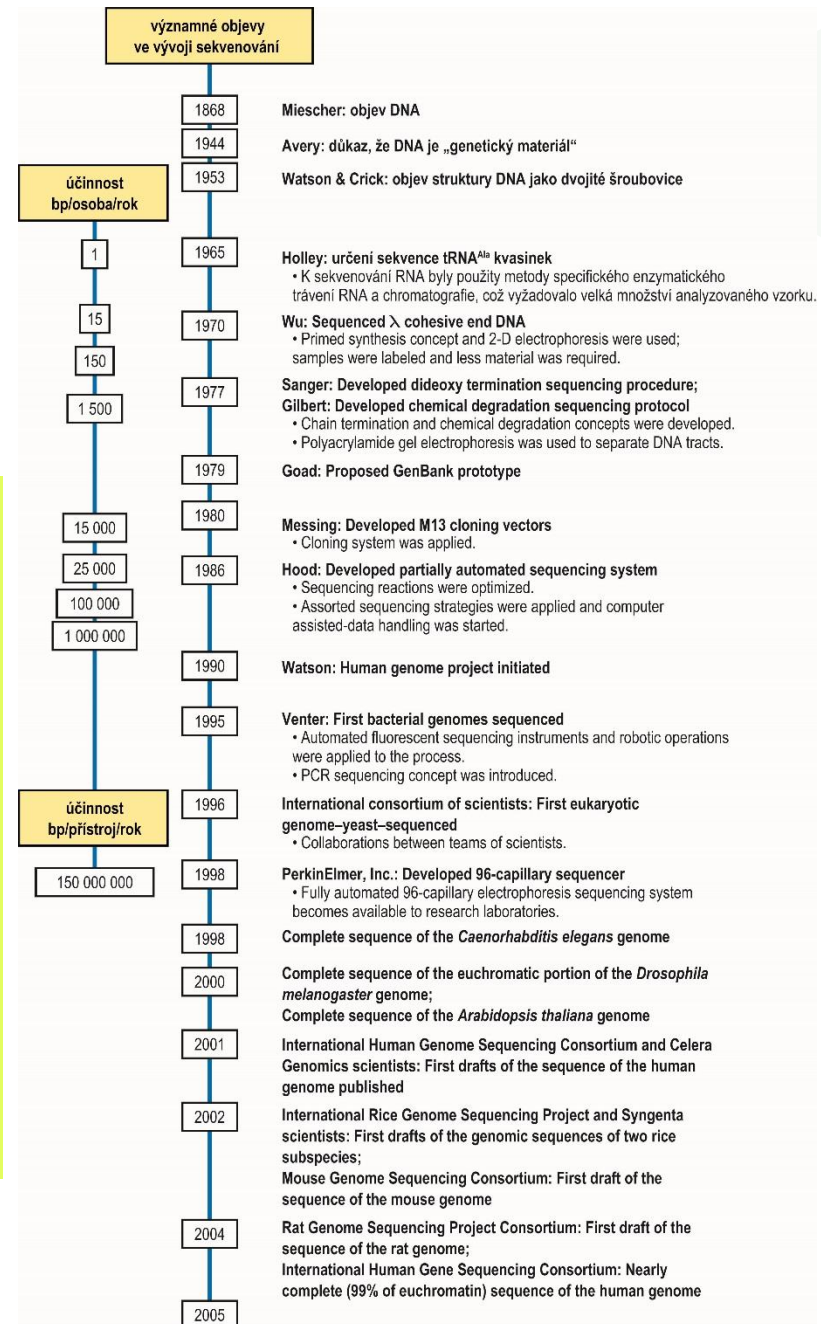 významné objevy
ve vývoji sekvenování
1868
Miescher: objev DNA
1944
Avery: důkaz, že DNA je „genetický materiál“
1953
Watson & Crick: objev struktury DNA jako dvojité šroubovice
účinnost
bp/osoba/rok
1
1965
Holley: určení sekvence tRNAᴬˡᵃ kvasinek
• K sekvenování RNA byly použity metody specifického enzymatického
trávení RNA a chromatografie, což vyžadovalo velká množství analyzovaného vzorku.
15
1970
Wu: Sequenced λ cohesive end DNA
• Primed synthesis concept and 2-D electrophoresis were used;
samples were labeled and less material was required.
150
1977
Sanger: Developed dideoxy termination sequencing procedure;
Gilbert: Developed chemical degradation sequencing protocol
• Chain termination and chemical degradation concepts were developed.
• Polyacrylamide gel electrophoresis was used to separate DNA tracts.
1 500
1979
Goad: Proposed GenBank prototype
15 000
1980
Messing: Developed M13 cloning vectors
• Cloning system was applied.
25 000
1986
Hood: Developed partially automated sequencing system
• Sequencing reactions were optimized.
• Assorted sequencing strategies were applied and computer
assisted-data handling was started.
100 000
1 000 000
1990
Watson: Human genome project initiated
1995
Venter: First bacterial genomes sequenced
• Automated fluorescent sequencing instruments and robotic operations
were applied to the process.
• PCR sequencing concept was introduced.
účinnost
bp/přístroj/rok
1996
International consortium of scientists: First eukaryotic
genome–yeast–sequenced
• Collaborations between teams of scientists.
150 000 000
1998
PerkinElmer, Inc.: Developed 96-capillary sequencer
• Fully automated 96-capillary electrophoresis sequencing system
becomes available to research laboratories.
1998
Complete sequence of the Caenorhabditis elegans genome
2000
Complete sequence of the euchromatic portion of the Drosophila
melanogaster genome;
Complete sequence of the Arabidopsis thaliana genome
2001
International Human Genome Sequencing Consortium and Celera
Genomics scientists: First drafts of the sequence of the human
genome published
2002
International Rice Genome Sequencing Project and Syngenta
scientists: First drafts of the genomic sequences of two rice
subspecies;
Mouse Genome Sequencing Consortium: First draft of the
sequence of the mouse genome
2004
Rat Genome Sequencing Project Consortium: First draft of the
sequence of the rat genome;
International Human Gene Sequencing Consortium: Nearly
complete (99% of euchromatin) sequence of the human genome
2005